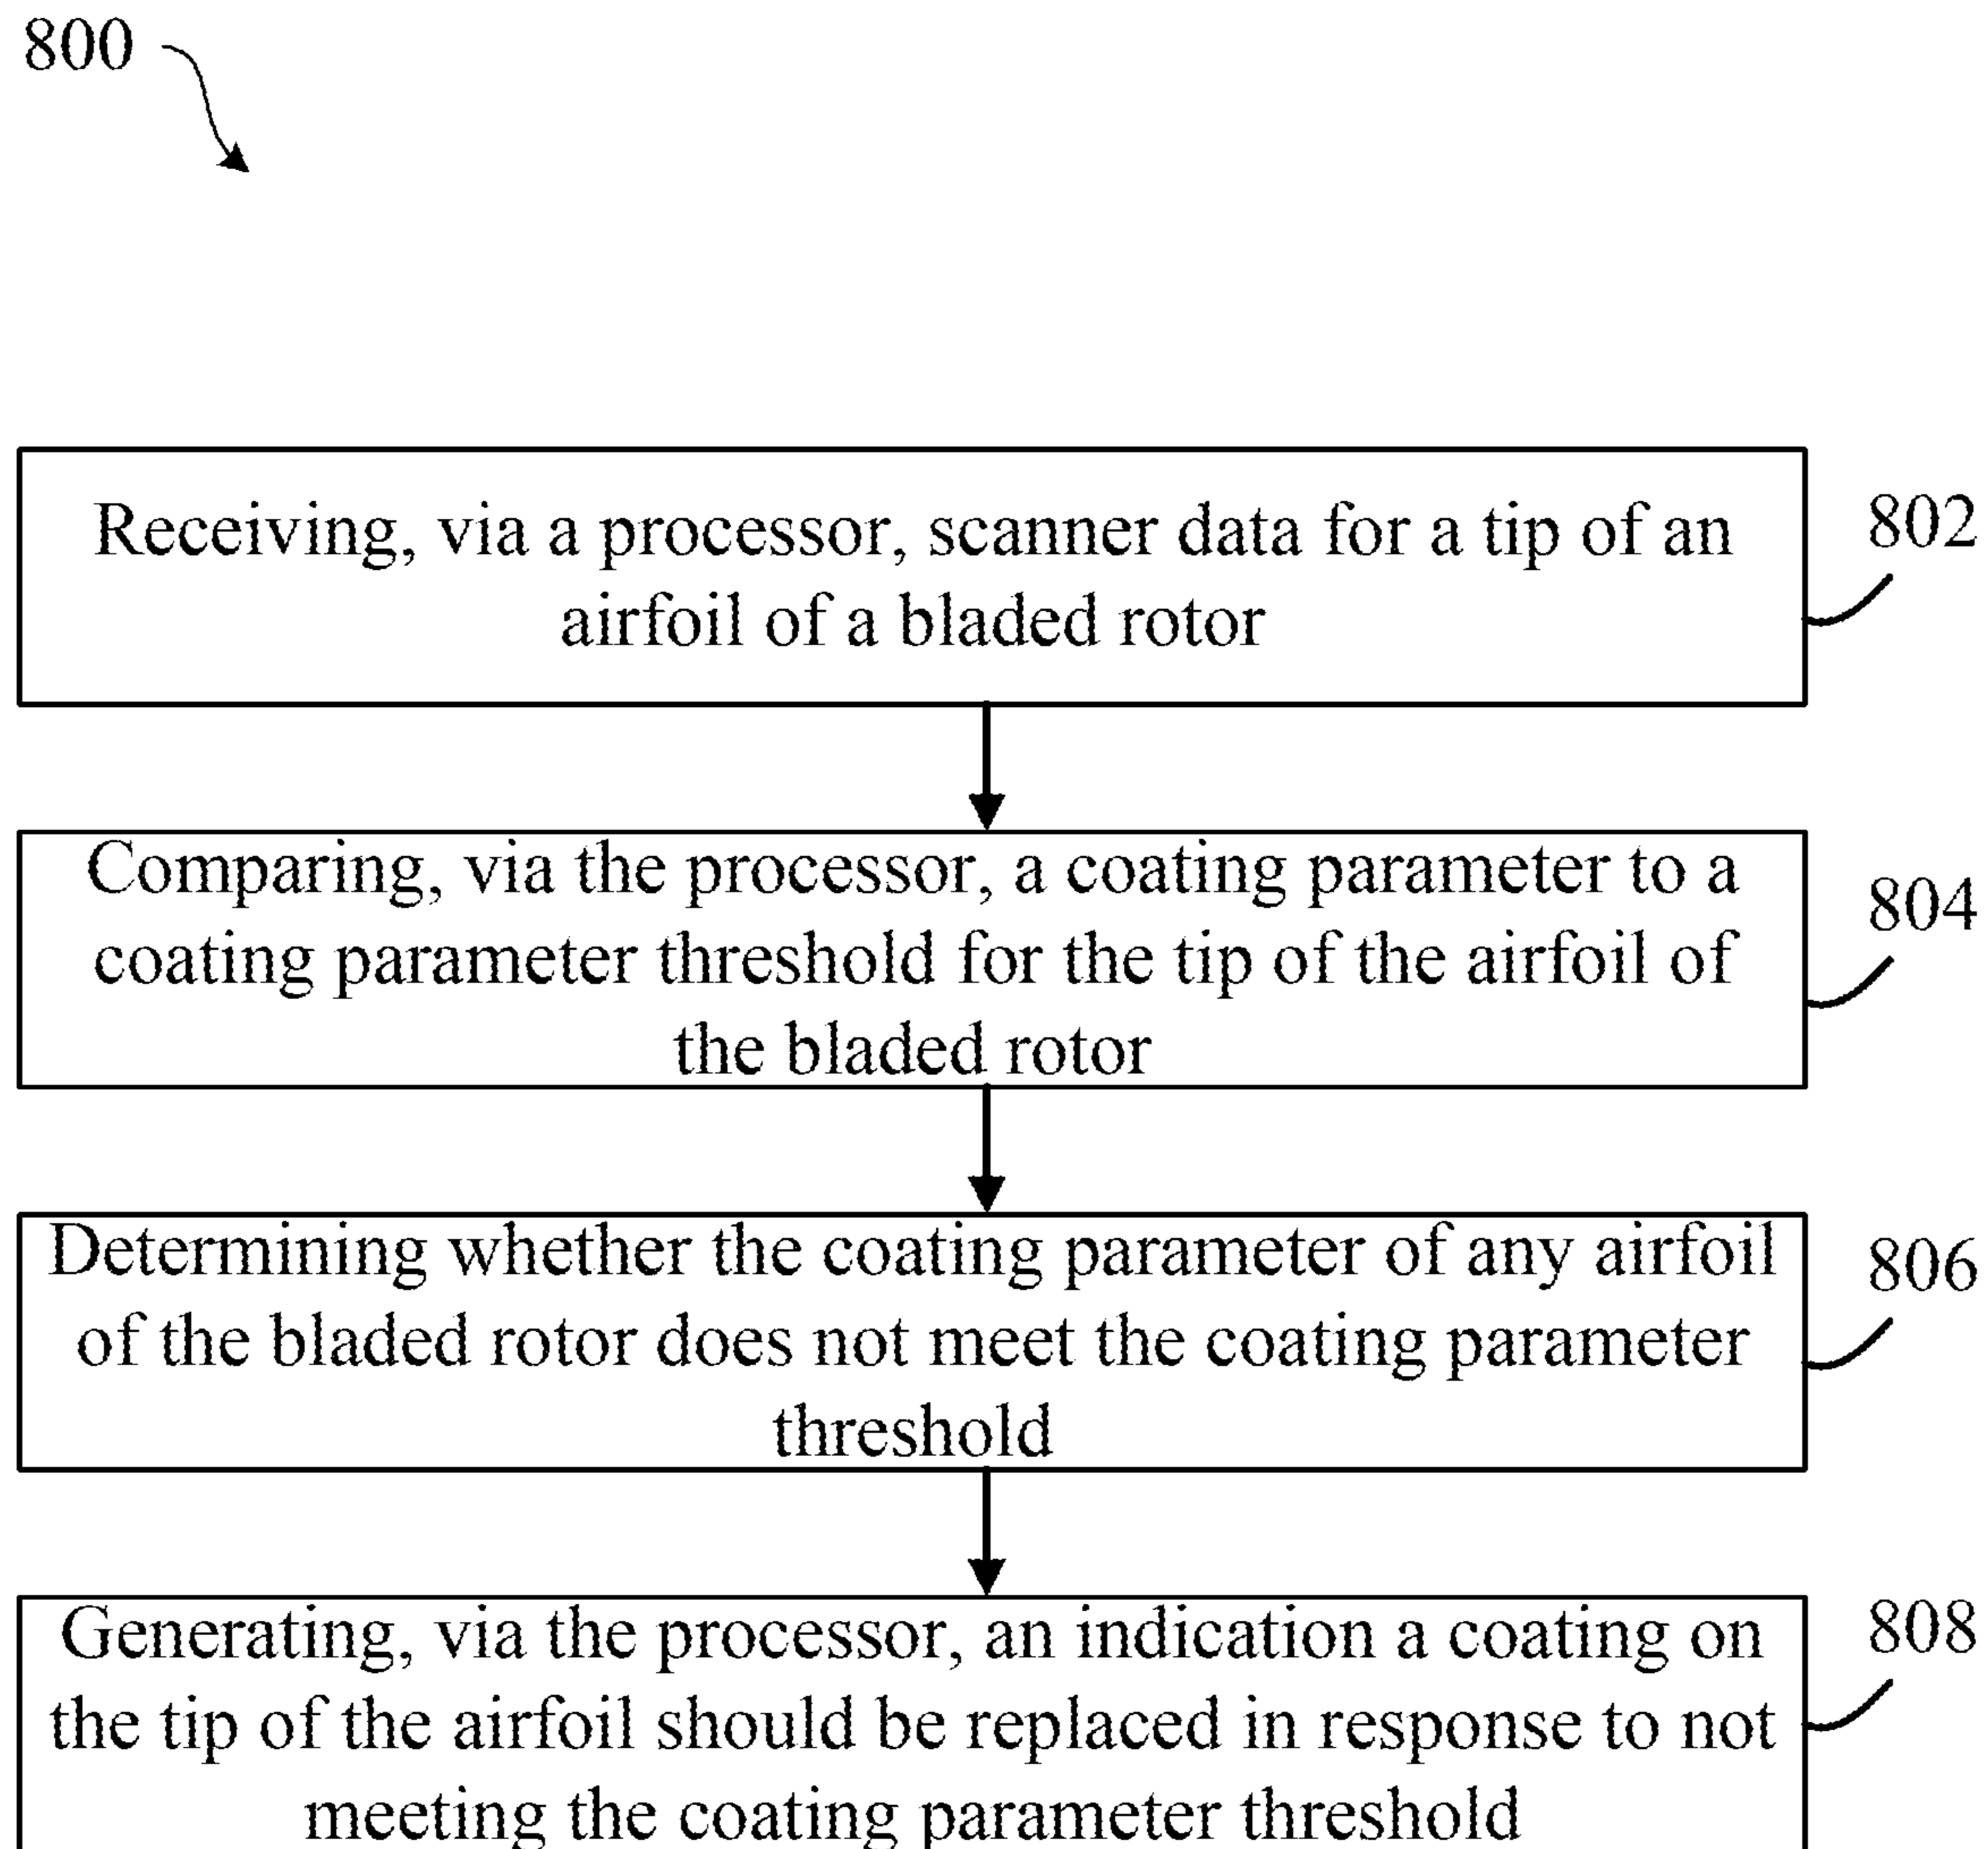 800
Receiving, via a processor, scanner data for a tip of an
airfoil of a bladed rotor
802
Comparing, via the processor, a coating parameter to a
coating parameter threshold for the tip of the airfoil of
the bladed rotor
804
Determining whether the coating parameter of any airfoil
of the bladed rotor does not meet the coating parameter
threshold
806
Generating, via the processor, an indication a coating on
the tip of the airfoil should be replaced in response to not
meeting the coating parameter threshold
808